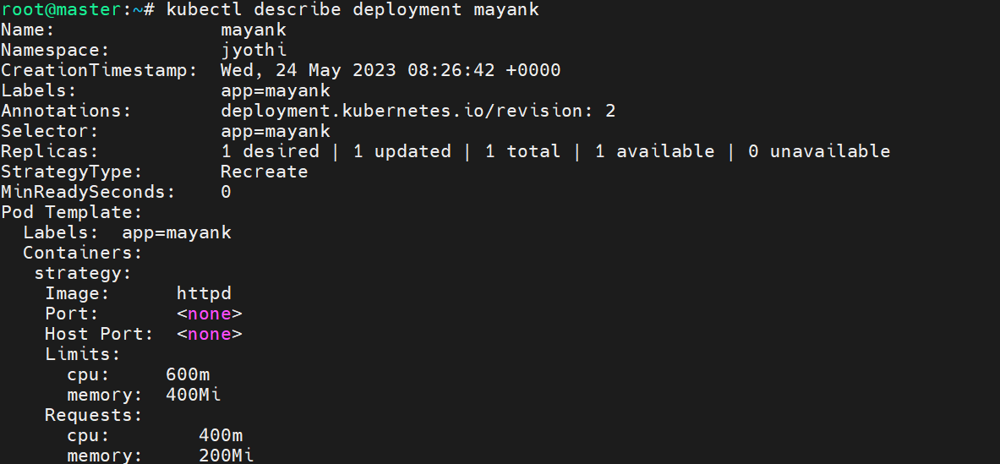 root@master:~# kubectl describe deployment mayank
Name:                   mayank
Namespace:              jyothi
CreationTimestamp:  Wed, 24 May 2023 08:26:42 +0000
Labels:                 app=mayank
Annotations:            deployment.kubernetes.io/revision: 2
Selector:               app=mayank
Replicas:               1 desired | 1 updated | 1 total | 1 available | 0 unavailable
StrategyType:           Recreate
MinReadySeconds:    0
Pod Template:
  Labels:  app=mayank
  Containers:
   strategy:
    Image:      httpd
    Port:       <none>
    Host Port:  <none>
    Limits:
      cpu:     600m
      memory:  400Mi
    Requests:
      cpu:        400m
      memory:     200Mi